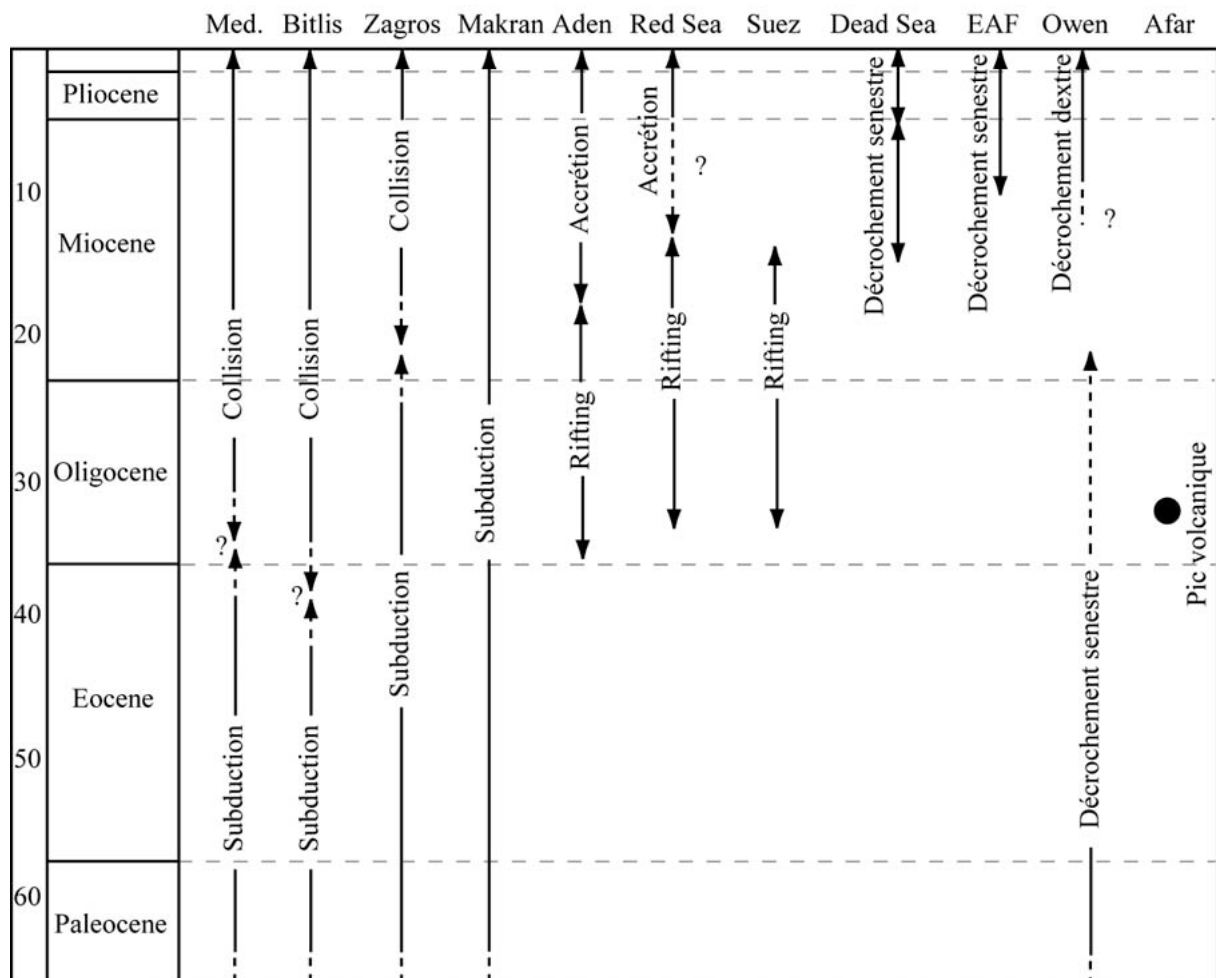 Med. Bitlis Zagros Makran Aden Red Sea Suez Dead Sea EAF Owen Afar
Pliocene
10
Miocene
20
30
Oligocene
40
Eocene
50
60
Paleocene
Collision
?
Subduction
Collision
?
Subduction
Collision
Subduction
Subduction
Accrétion
Rifting
Accrétion
?
Rifting
Rifting
Décrochement senestre
Décrochement senestre
Décrochement dextre
?
Décrochement senestre
Pic volcanique